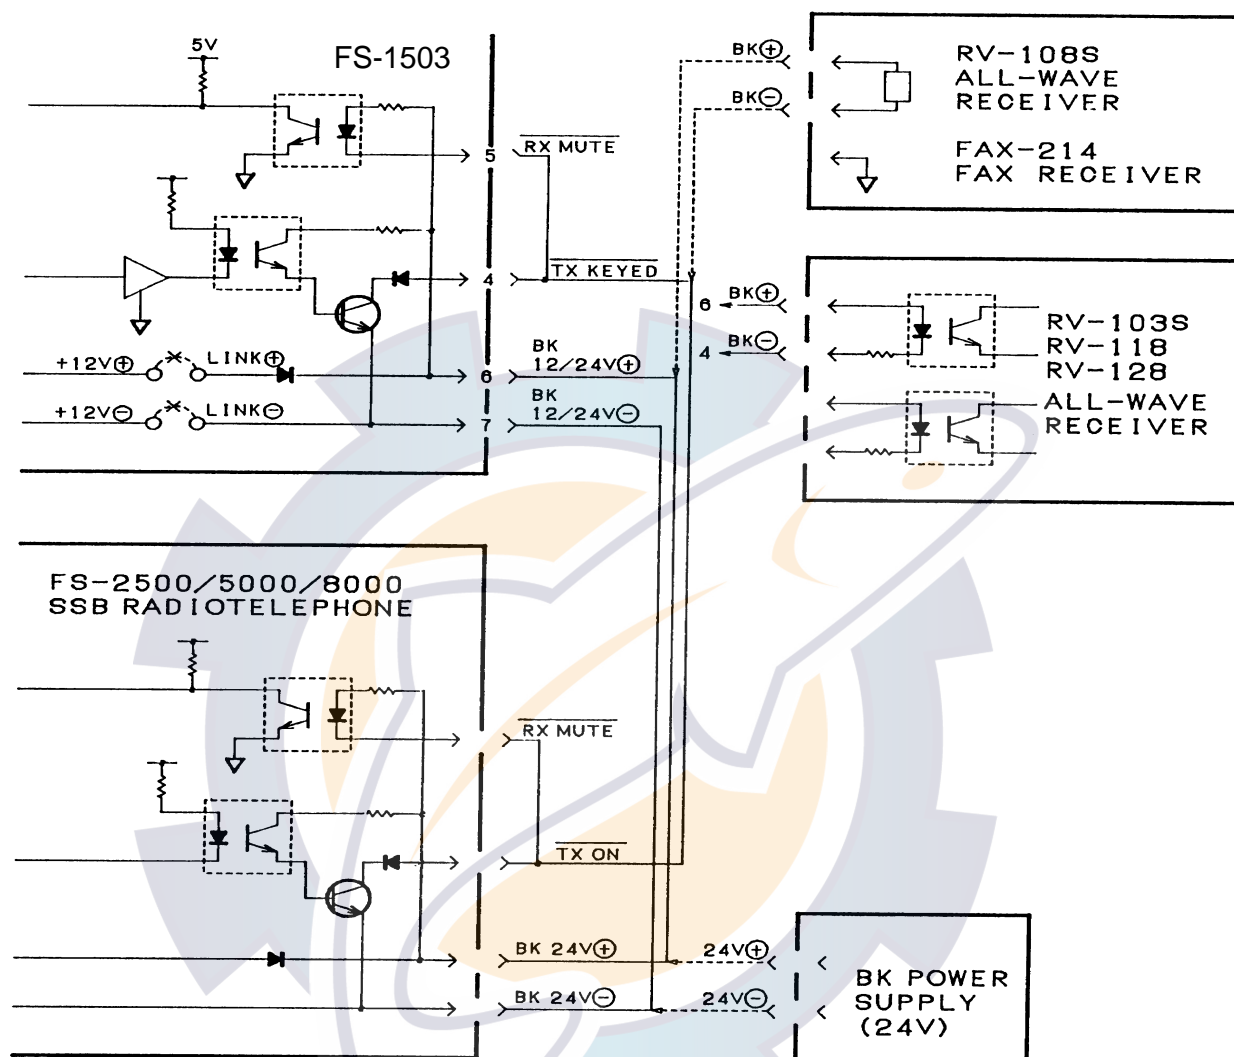 5V
FS-1503
BK⊕
BK⊖
RV-108S
ALL-WAVE
RECEIVER
FAX-214
FAX RECEIVER
5
RX MUTE
4
TX KEYED
6 BK⊕
4 BK⊖
RV-103S
RV-118
RV-128
ALL-WAVE
RECEIVER
+12V⊕ LINK⊕
6
BK
12/24V⊕
+12V⊖ LINK⊖
7
BK
12/24V⊖
FS-2500/5000/8000
SSB RADIOTELEPHONE
RX MUTE
TX ON
BK 24V⊕
24V⊕
BK 24V⊖
24V⊖
BK POWER
SUPPLY
(24V)